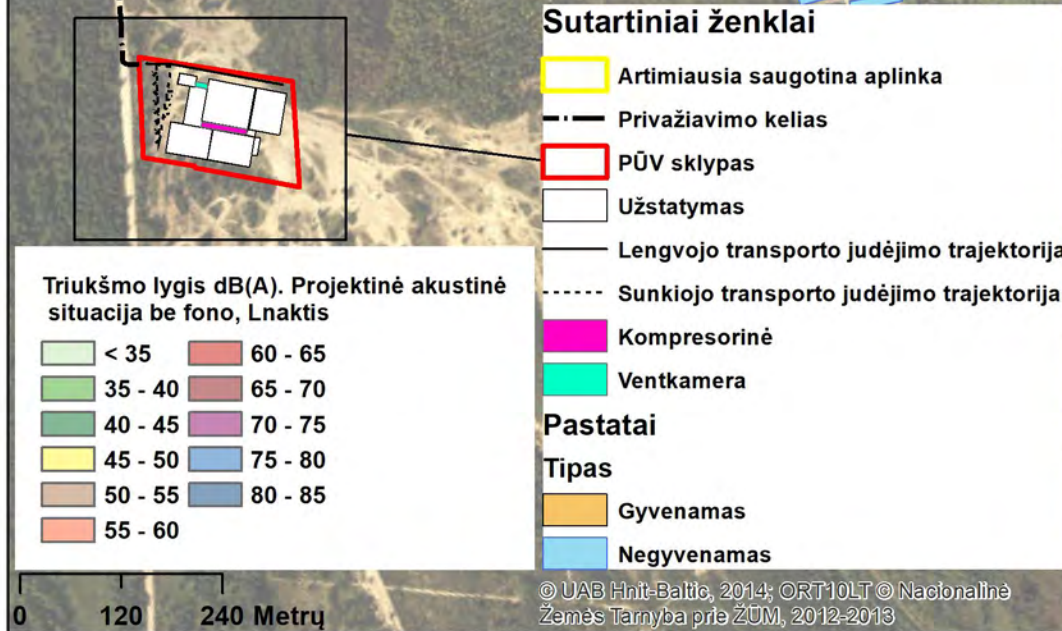 Sutartiniai ženklai
Artimiausia saugotina aplinka
Privažiavimo kelias
PŪV sklypas
Užstatymas
Lengvojo transporto judėjimo trajektorija
Sunkiojo transporto judėjimo trajektorija
Kompresorinė
Ventkamera
Pastatai
Tipas
Gyvenamas
Negyvenamas
Triukšmo lygis dB(A). Projektinė akustinė
situacija be fono, Lnaktis
< 35
35 - 40
40 - 45
45 - 50
50 - 55
55 - 60
60 - 65
65 - 70
70 - 75
75 - 80
80 - 85
0 120 240 Metrų
© UAB Hnit-Baltic, 2014; ORT10LT © Nacionalinė
Žemės Tarnyba prie ŽŪM, 2012-2013